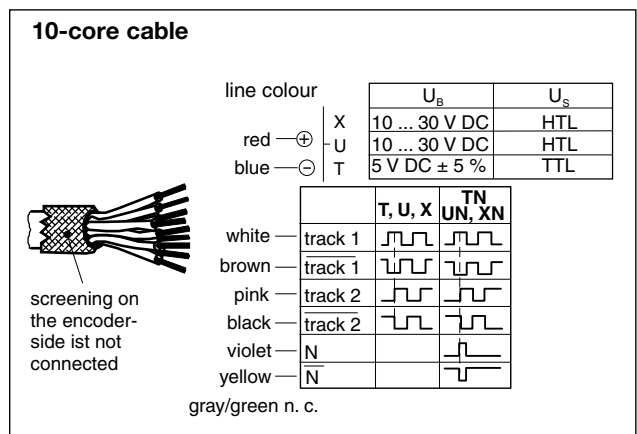 10-core cable
line colour
U_B U_S
X 10 ... 30 V DC HTL
red ⊕ U 10 ... 30 V DC HTL
blue ⊖ T 5 V DC ± 5 % TTL
T, U, X TN
UN, XN
white track 1
brown track 1
pink track 2
black track 2
violet N
yellow N
screening on
the encoder-
side ist not
connected
gray/green n. c.